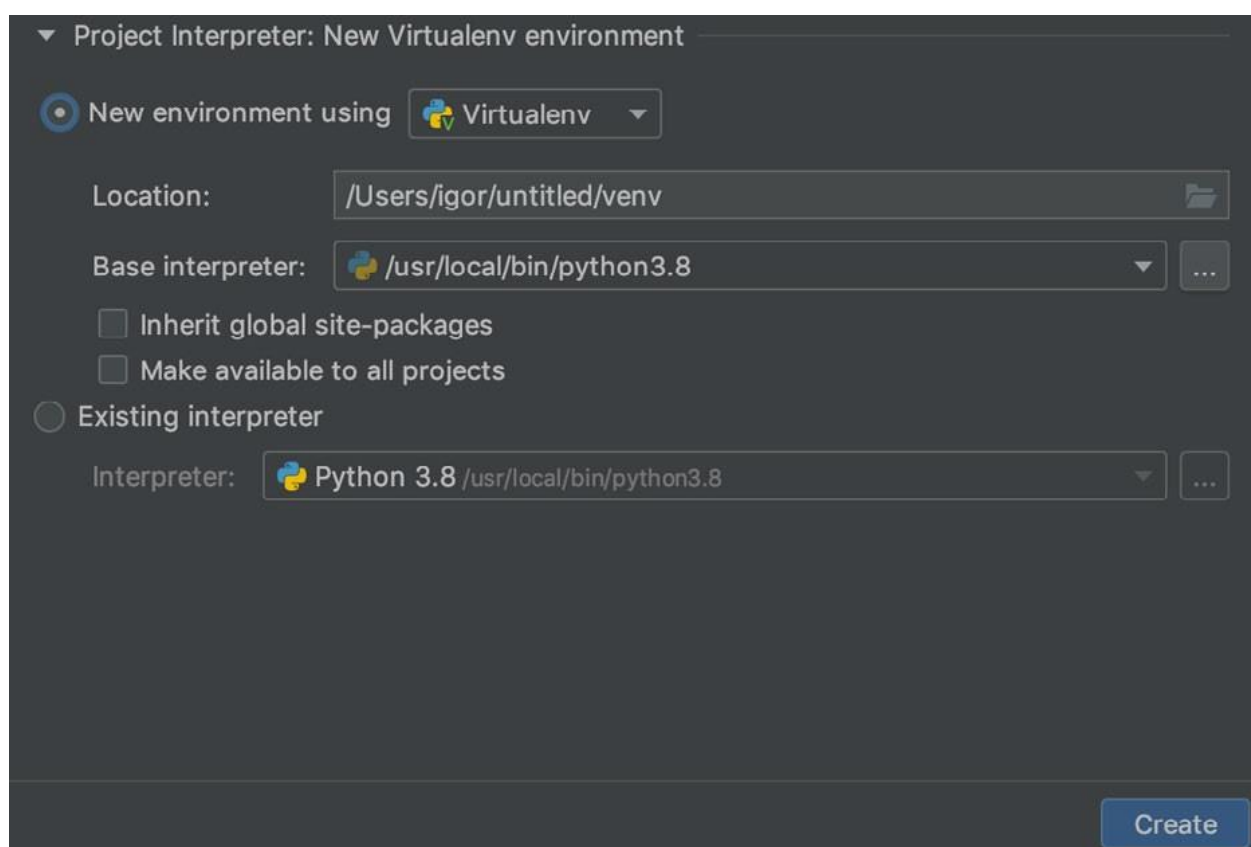 Project Interpreter: New Virtualenv environment
New environment using Virtualenv
Location: /Users/igor/untitled/venv
Base interpreter: /usr/local/bin/python3.8 ...
Inherit global site-packages
Make available to all projects
Existing interpreter
Interpreter: Python 3.8 /usr/local/bin/python3.8 ...
Create